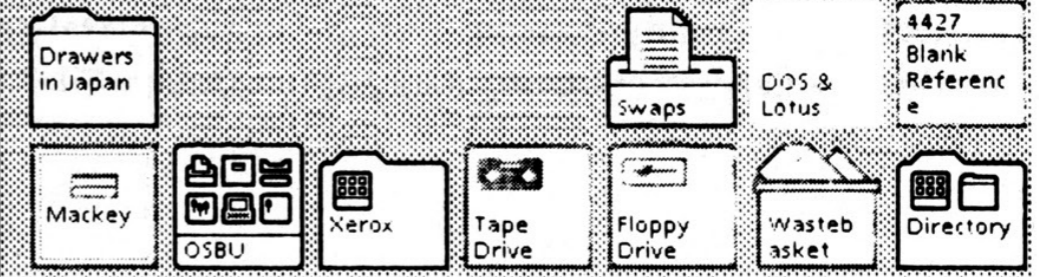 Drawers
in Japan
Swaps
DOS &
Lotus
4427
Blank
Referenc
e
Mackey
OSBU
Xerox
Tape
Drive
Floppy
Drive
Wasteb
asket
Directory